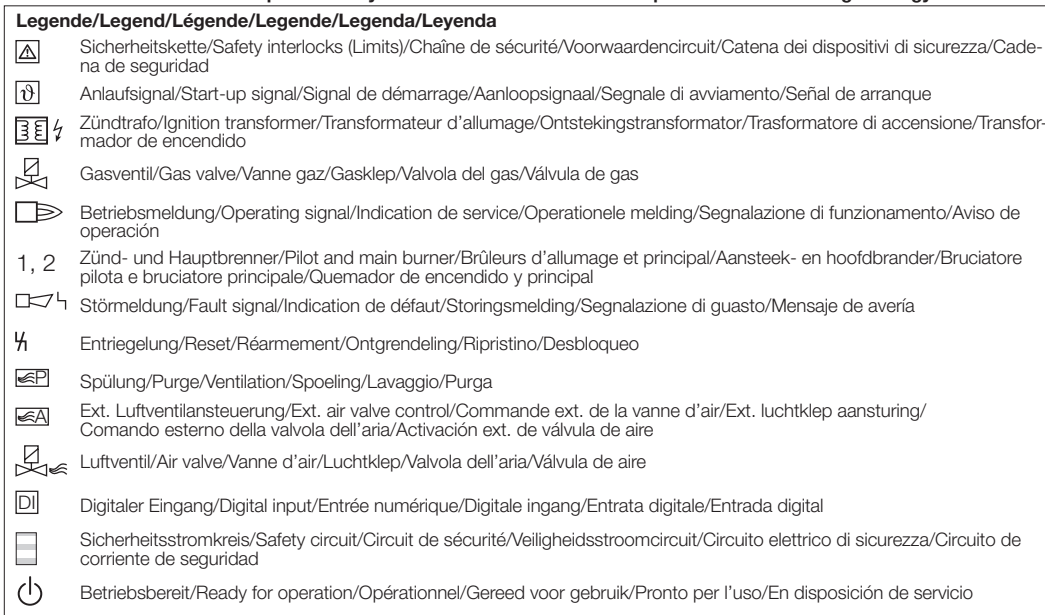 Legende/Legend/Légende/Legende/Legenda/Leyenda
Sicherheitskette/Safety interlocks (Limits)/Chaîne de sécurité/Voorwaardencircuit/Catena dei dispositivi di sicurezza/Cade-
na de seguridad
ϑ Anlaufsignal/Start-up signal/Signal de démarrage/Aanloopsignaal/Segnale di avviamento/Señal de arranque
Zündtrafo/Ignition transformer/Transformateur d'allumage/Ontstekingstransformator/Trasformatore di accensione/Transfor-
mador de encendido
Gasventil/Gas valve/Vanne gaz/Gasklep/Valvola del gas/Válvula de gas
Betriebsmeldung/Operating signal/Indication de service/Operationele melding/Segnalazione di funzionamento/Aviso de
operación
1, 2 Zünd- und Hauptbrenner/Pilot and main burner/Brûleurs d'allumage et principal/Aansteek- en hoofdbrander/Bruciatore
pilota e bruciatore principale/Quemador de encendido y principal
Störmeldung/Fault signal/Indication de défaut/Storingsmelding/Segnalazione di guasto/Mensaje de avería
Entriegelung/Reset/Réarmement/Ontgrendeling/Ripristino/Desbloqueo
P Spülung/Purge/Ventilation/Spoeling/Lavaggio/Purga
A Ext. Luftventilansteuerung/Ext. air valve control/Commande ext. de la vanne d'air/Ext. luchtklep aansturing/
Comando esterno della valvola dell'aria/Activación ext. de válvula de aire
Luftventil/Air valve/Vanne d'air/Luchtklep/Valvola dell'aria/Válvula de aire
DI Digitaler Eingang/Digital input/Entrée numérique/Digitale ingang/Entrata digitale/Entrada digital
Sicherheitsstromkreis/Safety circuit/Circuit de sécurité/Veiligheidsstroomcircuit/Circuito elettrico di sicurezza/Circuito de
corriente de seguridad
Betriebsbereit/Ready for operation/Opérationnel/Gereed voor gebruik/Pronto per l'uso/En disposición de servicio